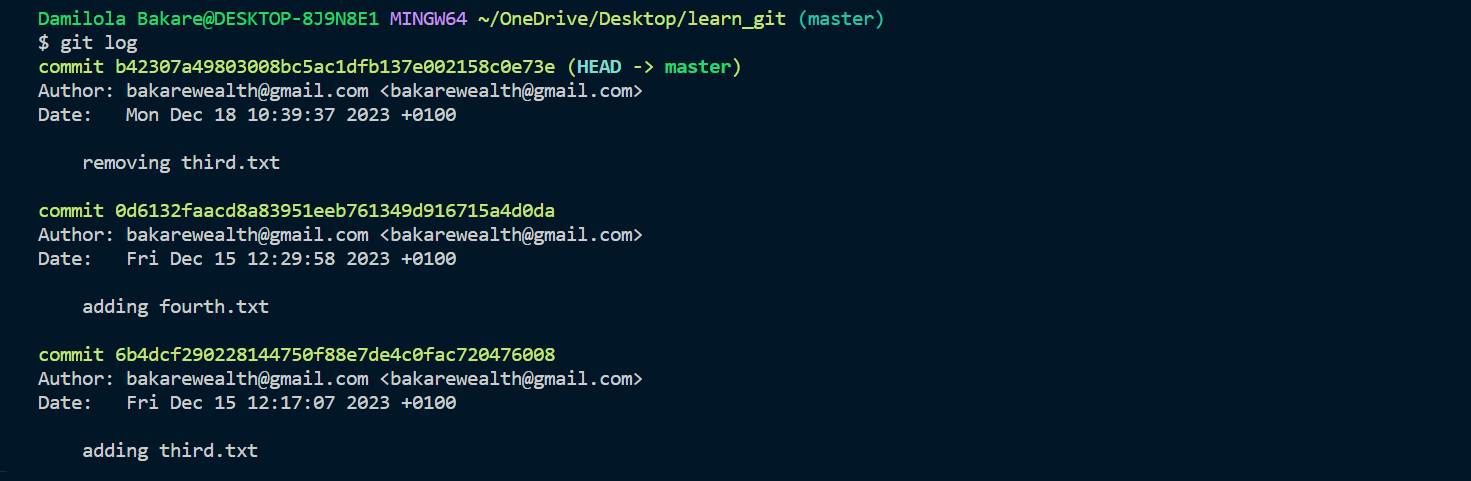 Damilola Bakare@DESKTOP-8J9N8E1 MINGW64 ~/OneDrive/Desktop/learn_git (master)
$ git log
commit b42307a49803008bc5ac1dfb137e002158c0e73e (HEAD -> master)
Author: bakarewealth@gmail.com <bakarewealth@gmail.com>
Date:   Mon Dec 18 10:39:37 2023 +0100
removing third.txt
commit 0d6132faacd8a83951eeb761349d916715a4d0da
Author: bakarewealth@gmail.com <bakarewealth@gmail.com>
Date:   Fri Dec 15 12:29:58 2023 +0100
adding fourth.txt
commit 6b4dcf290228144750f88e7de4c0fac720476008
Author: bakarewealth@gmail.com <bakarewealth@gmail.com>
Date:   Fri Dec 15 12:17:07 2023 +0100
adding third.txt